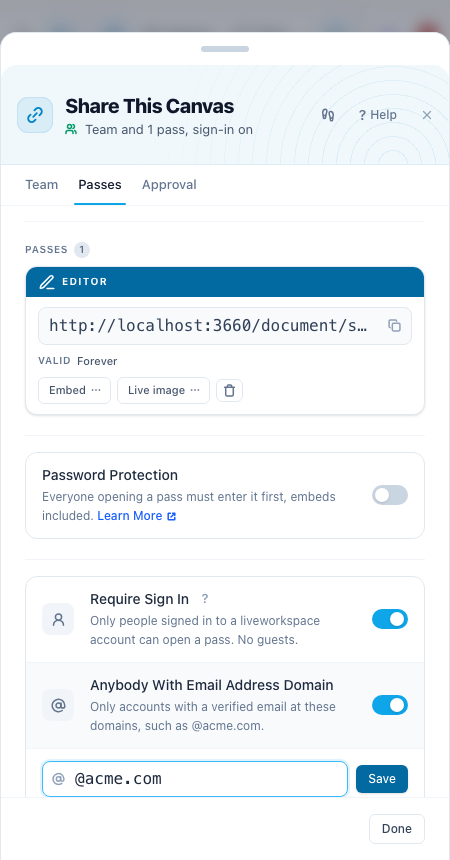 Share This Canvas
Team and 1 pass, sign-in on
? Help
Team Passes Approval
PASSES 1
EDITOR
http://localhost:3660/document/s…
VALID Forever
Embed ···
Live image ···
Password Protection
Everyone opening a pass must enter it first, embeds
included. Learn More
Require Sign In ?
Only people signed in to a liveworkspace
account can open a pass. No guests.
Anybody With Email Address Domain
Only accounts with a verified email at these
domains, such as @acme.com.
@ @acme.com
Save
Done